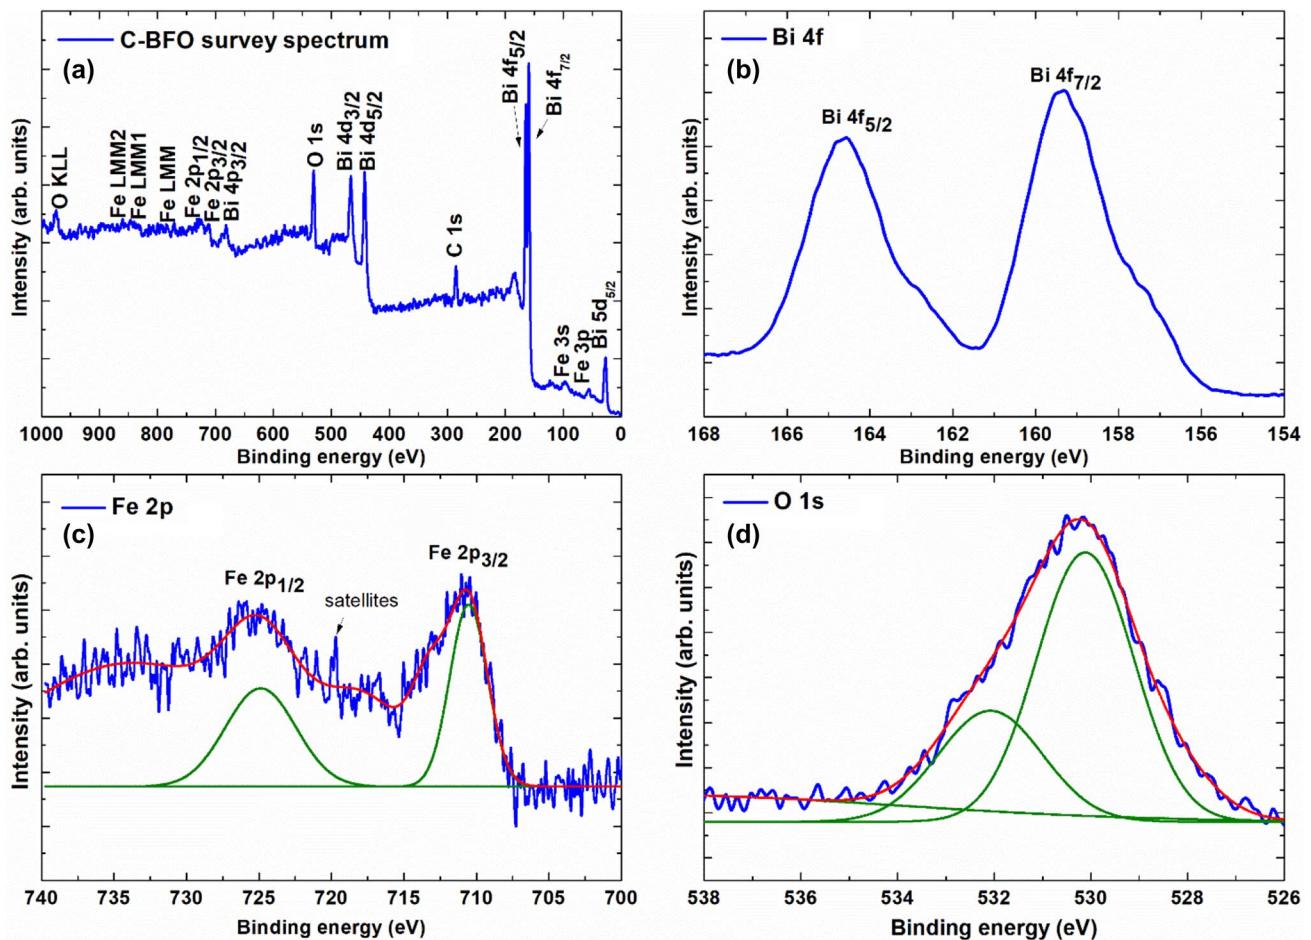 C-BFO survey spectrum
(a)
O KLL
Fe LMM2
Fe LMM1
Fe LMM
Fe 2p1/2
Fe 2p3/2
Bi 4p3/2
O 1s
Bi 4d3/2
Bi 4d5/2
C 1s
Bi 4f5/2
Bi 4f7/2
Fe 3s
Fe 3p
Bi 5d5/2
Intensity (arb. units)
1000 900 800 700 600 500 400 300 200 100 0
Binding energy (eV)
Bi 4f
(b)
Bi 4f5/2
Bi 4f7/2
Intensity (arb. units)
168 166 164 162 160 158 156 154
Binding energy (eV)
Fe 2p
(c)
Fe 2p1/2
satellites
Fe 2p3/2
Intensity (arb. units)
740 735 730 725 720 715 710 705 700
Binding energy (eV)
O 1s
(d)
Intensity (arb. units)
538 536 534 532 530 528 526
Binding energy (eV)